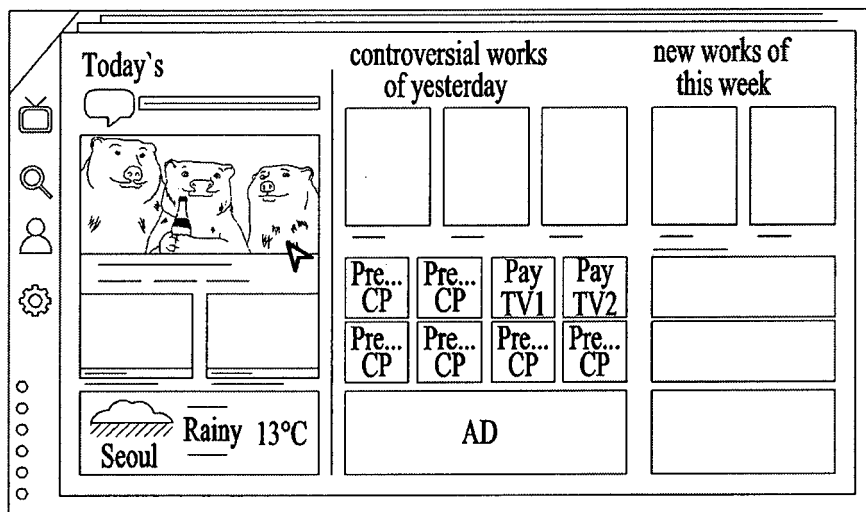 Today`s
controversial works
of yesterday
new works of
this week
Pre...
CP
Pre...
CP
Pay
TV1
Pay
TV2
Pre...
CP
Pre...
CP
Pre...
CP
Pre...
CP
Seoul
Rainy
13°C
AD